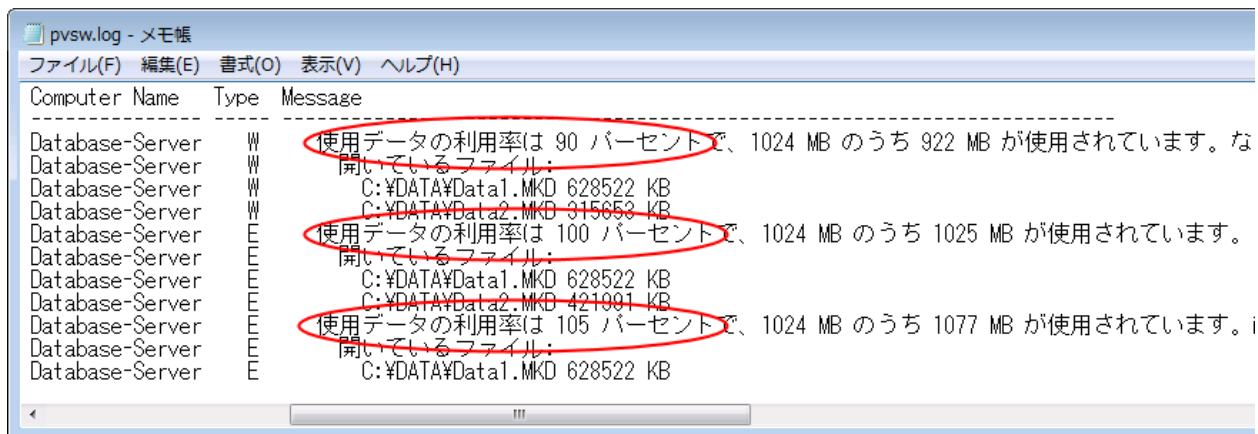 pvsw.log - メモ帳
ファイル(F) 編集(E) 書式(O) 表示(V) ヘルプ(H)
Computer Name Type Message
--------------- ---- -------------------------------------------------------------------------
Database-Server W 使用データの利用率は 90 パーセントで、1024 MB のうち 922 MB が使用されています。な
Database-Server W 開いているファイル:
Database-Server W C:¥DATA¥Data1.MKD 628522 KB
Database-Server W C:¥DATA¥Data2.MKD 315653 KB
Database-Server E 使用データの利用率は 100 パーセントで、1024 MB のうち 1025 MB が使用されています。
Database-Server E 開いているファイル:
Database-Server E C:¥DATA¥Data1.MKD 628522 KB
Database-Server E C:¥DATA¥Data2.MKD 421001 KB
Database-Server E 使用データの利用率は 105 パーセントで、1024 MB のうち 1077 MB が使用されています。
Database-Server E 開いているファイル:
Database-Server E C:¥DATA¥Data1.MKD 628522 KB